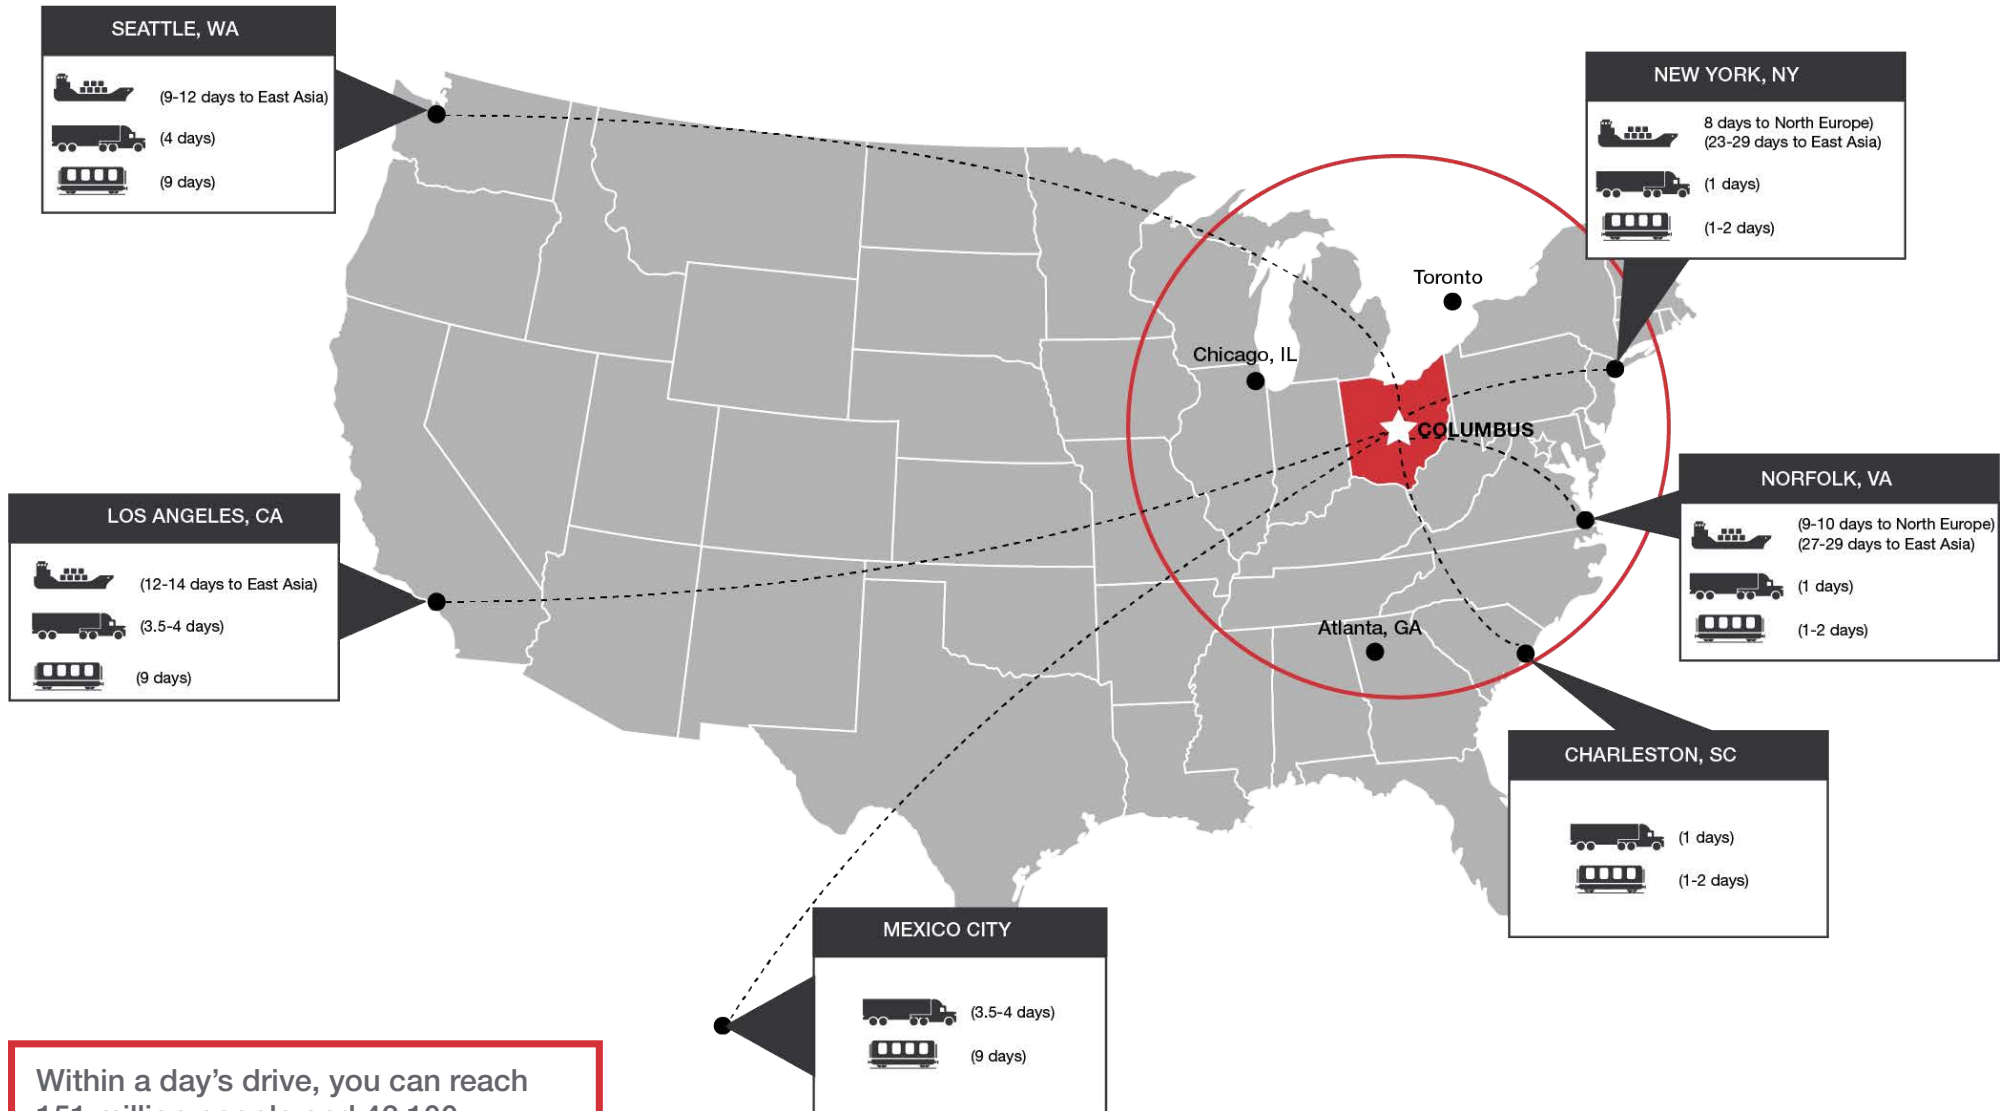 SEATTLE, WA
(9-12 days to East Asia)
(4 days)
(9 days)
NEW YORK, NY
8 days to North Europe)
(23-29 days to East Asia)
(1 days)
(1-2 days)
Toronto
Chicago, IL
COLUMBUS
NORFOLK, VA
(9-10 days to North Europe)
(27-29 days to East Asia)
(1 days)
(1-2 days)
LOS ANGELES, CA
(12-14 days to East Asia)
(3.5-4 days)
(9 days)
Atlanta, GA
CHARLESTON, SC
(1 days)
(1-2 days)
MEXICO CITY
(3.5-4 days)
(9 days)
Within a day's drive, you can reach